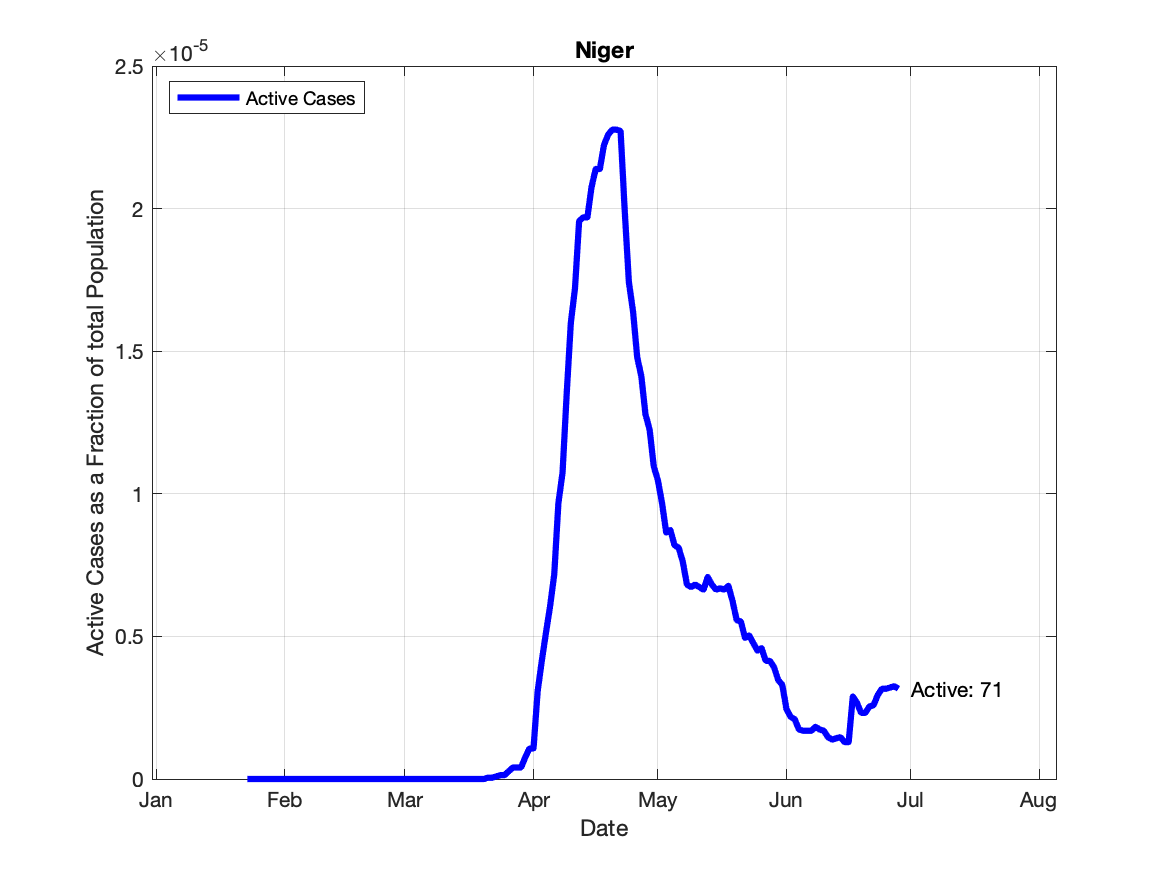 Niger
×10-5
2.5
2
1.5
1
0.5
0
Active Cases as a Fraction of total Population
Active Cases
Active: 71
Jan Feb Mar Apr May Jun Jul Aug
Date